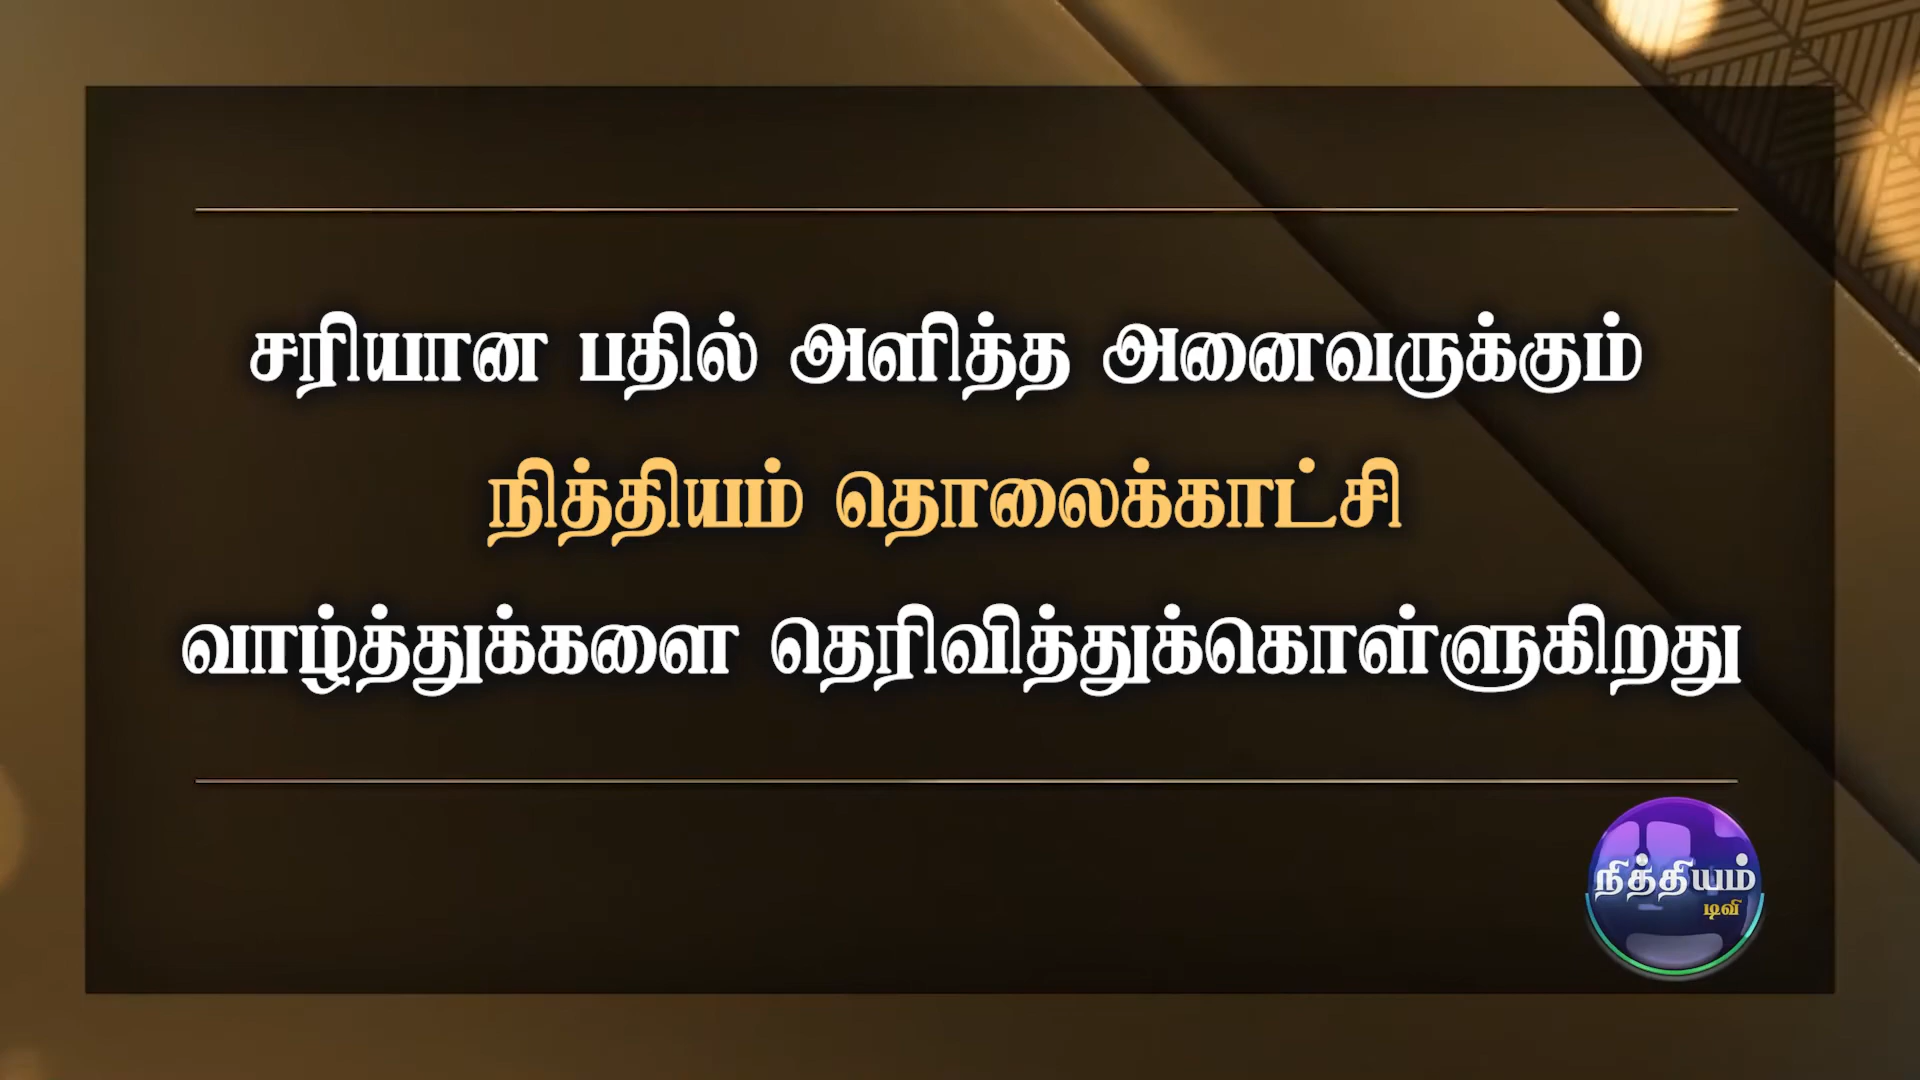 சரியான பதில் அளித்த அனைவருக்கும்
நித்தியம் தொலைக்காட்சி
வாழ்த்துக்களை தெரிவித்துக்கொள்ளுகிறது
நித்தியம்
டிவி